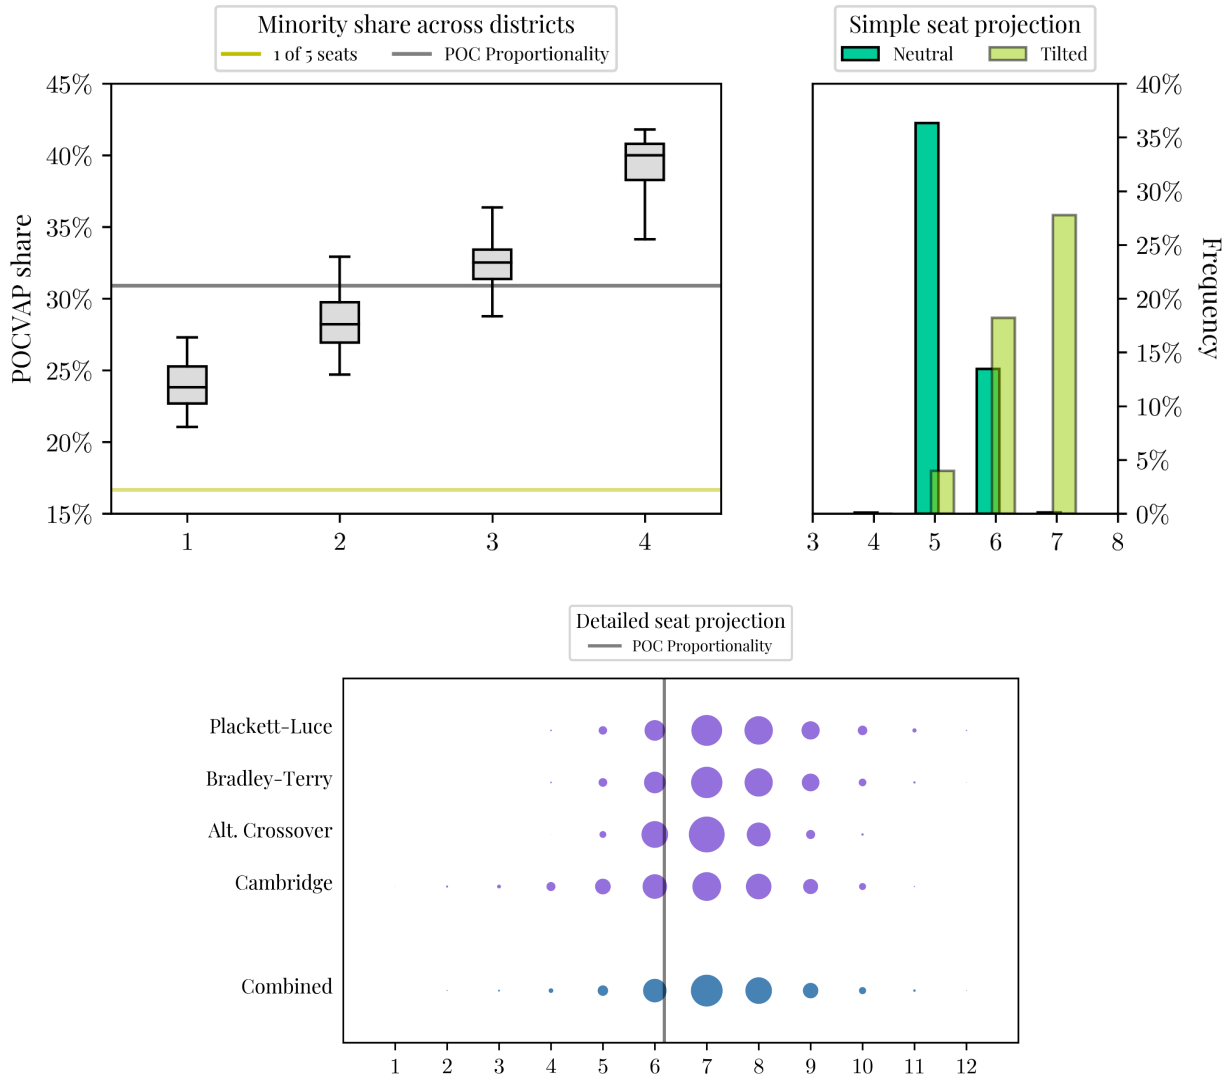 Minority share across districts
1 of 5 seats
POC Proportionality
45%
40%
35%
30%
25%
20%
15%
POCVAP share
1 2 3 4
Simple seat projection
Neutral
Tilted
40%
35%
30%
25%
20%
15%
10%
5%
0%
Frequency
3 4 5 6 7 8
Detailed seat projection
POC Proportionality
Plackett-Luce
Bradley-Terry
Alt. Crossover
Cambridge
Combined
1 2 3 4 5 6 7 8 9 10 11 12